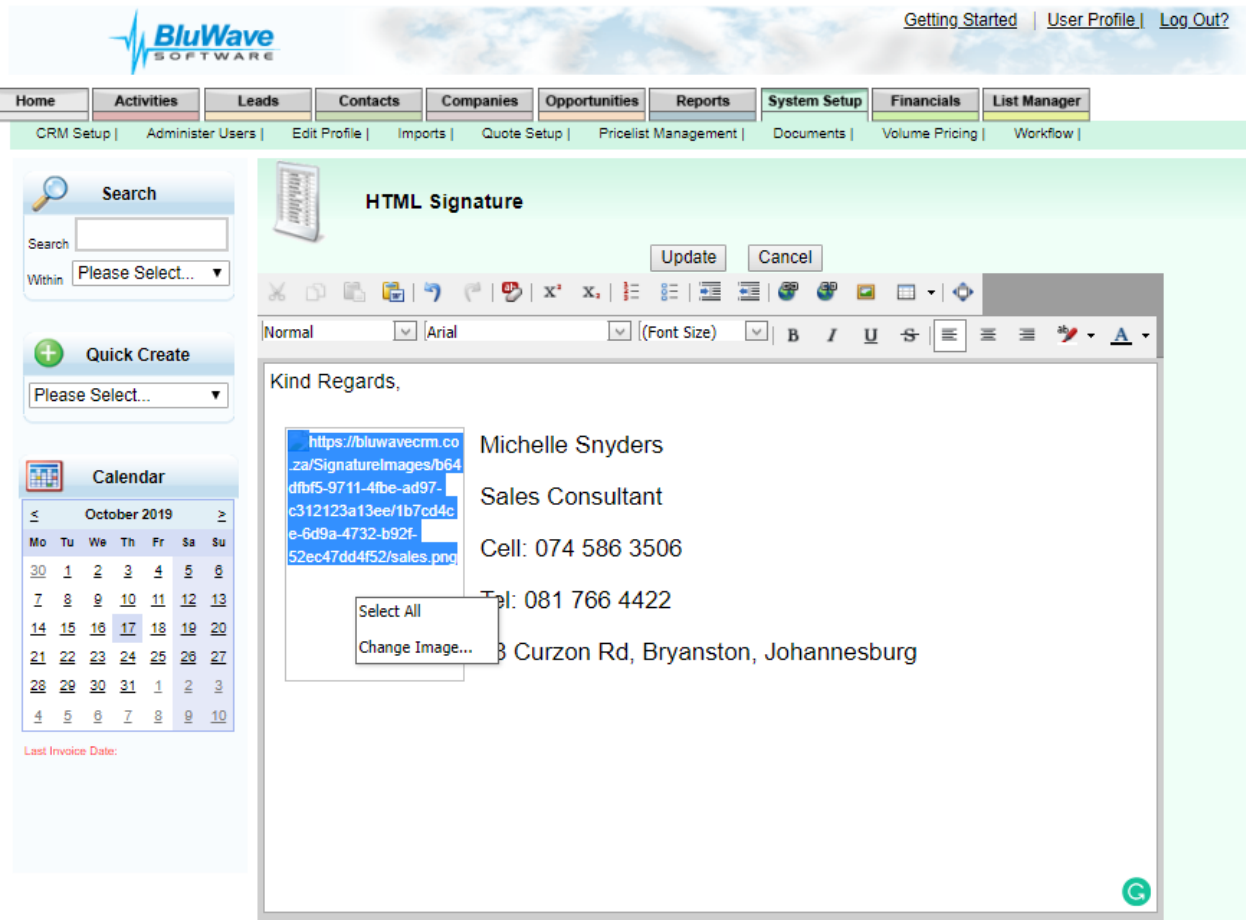 BluWave
SOFTWARE
Getting Started | User Profile | Log Out?
Home Activities Leads Contacts Companies Opportunities Reports System Setup Financials List Manager
CRM Setup | Administer Users | Edit Profile | Imports | Quote Setup | Pricelist Management | Documents | Volume Pricing | Workflow |
Search
Search
Within Please Select...
Quick Create
Please Select...
Calendar
< October 2019 >
Mo Tu We Th Fr Sa Su
30 1 2 3 4 5 6
7 8 9 10 11 12 13
14 15 16 17 18 19 20
21 22 23 24 25 26 27
28 29 30 31 1 2 3
4 5 6 7 8 9 10
Last Invoice Date:
HTML Signature
Update Cancel
Normal Arial (Font Size) B I U S A
Kind Regards,
https://bluwavecrm.co
.za/SignatureImages/b64
dfbf5-9711-4fbe-ad97-
c312123a13ee/1b7cd4c
e-6d9a-4732-b92f-
52ec47dd4f52/sales.png
Select All
Change Image...
Michelle Snyders
Sales Consultant
Cell: 074 586 3506
Tel: 081 766 4422
Curzon Rd, Bryanston, Johannesburg